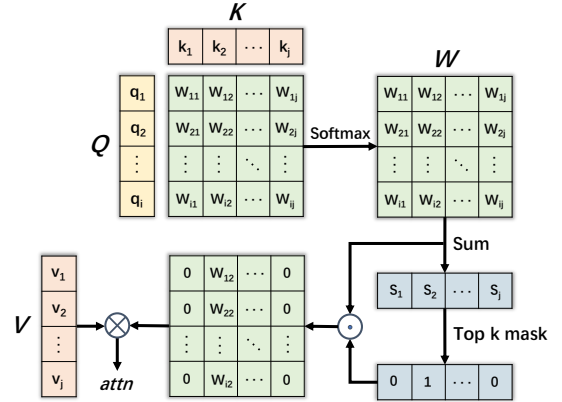 K
k1 k2 ⋯ kj
Q
q1
q2
⋮
qi
W11 W12 ⋯ W1j
W21 W22 ⋯ W2j
⋮ ⋮ ⋱ ⋮
Wi1 Wi2 ⋯ Wij
Softmax
W
W11 W12 ⋯ W1j
W21 W22 ⋯ W2j
⋮ ⋮ ⋱ ⋮
Wi1 Wi2 ⋯ Wij
Sum
S1 S2 ⋯ Sj
Top k mask
0 1 ⋯ 0
0 W12 ⋯ 0
0 W22 ⋯ 0
⋮ ⋮ ⋱ ⋮
0 Wi2 ⋯ 0
V
v1
v2
⋮
vj
attn